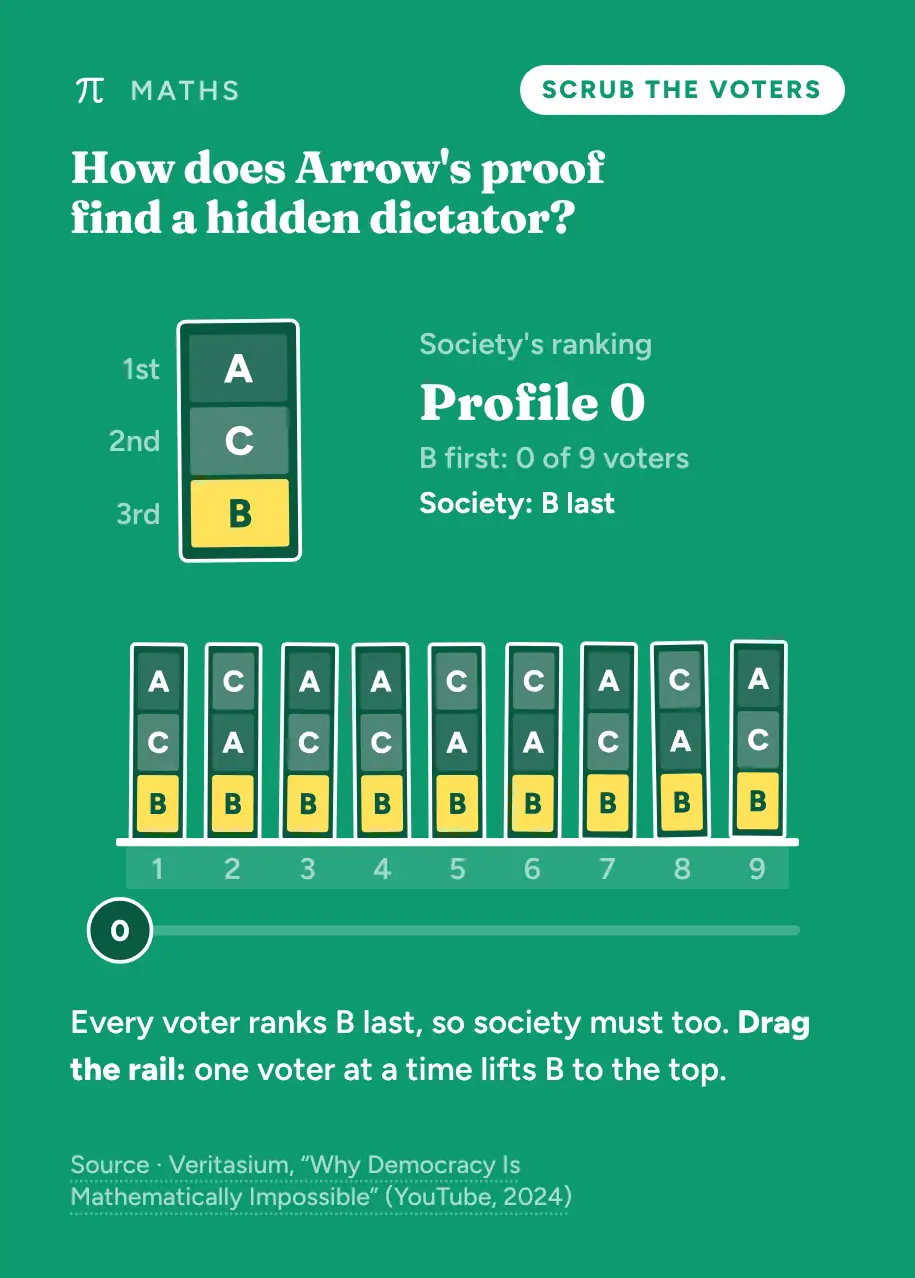 π MATHS
SCRUB THE VOTERS
How does Arrow's proof
find a hidden dictator?
1st A
2nd C
3rd B
Society's ranking
Profile 0
B first: 0 of 9 voters
Society: B last
A C A A C C A C A
C A C C A A C A C
B B B B B B B B B
1 2 3 4 5 6 7 8 9
0
Every voter ranks B last, so society must too. Drag
the rail: one voter at a time lifts B to the top.
Source · Veritasium, “Why Democracy Is
Mathematically Impossible” (YouTube, 2024)